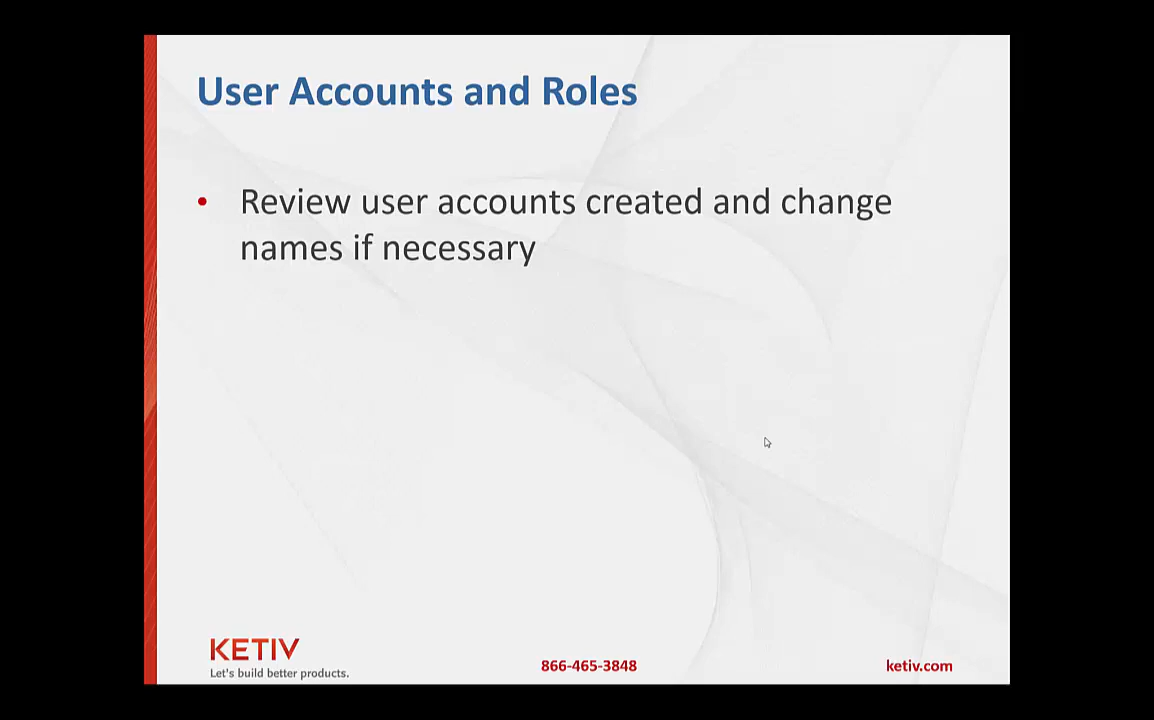 User Accounts and Roles
• Review user accounts created and change
names if necessary
KETIV
Let's build better products.
866-465-3848
ketiv.com